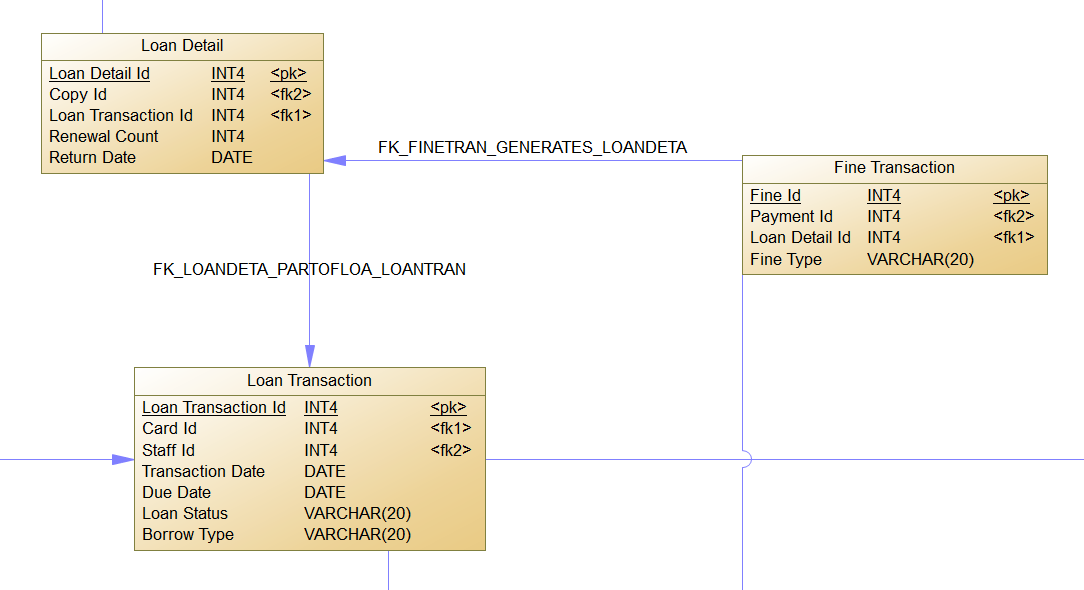 Loan Detail
Loan Detail Id INT4 <pk>
Copy Id INT4 <fk2>
Loan Transaction Id INT4 <fk1>
Renewal Count INT4
Return Date DATE
FK_FINETRAN_GENERATES_LOANDETA
Fine Transaction
Fine Id INT4 <pk>
Payment Id INT4 <fk2>
Loan Detail Id INT4 <fk1>
Fine Type VARCHAR(20)
FK_LOANDETA_PARTOFLOA_LOANTRAN
Loan Transaction
Loan Transaction Id INT4 <pk>
Card Id INT4 <fk1>
Staff Id INT4 <fk2>
Transaction Date DATE
Due Date DATE
Loan Status VARCHAR(20)
Borrow Type VARCHAR(20)